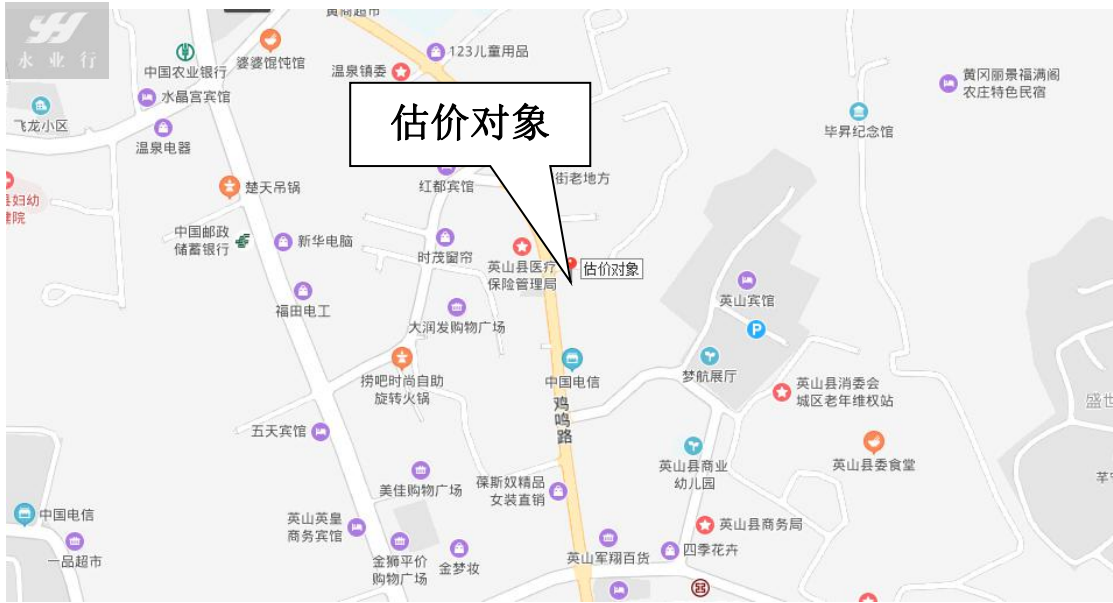 永业行
黄商超市
123儿童用品
中国农业银行
婆婆馄饨馆
温泉镇委
黄冈丽景福满阁
农庄特色民宿
水晶宫宾馆
飞龙小区
估价对象
毕昇纪念馆
温泉电器
红都宾馆
街老地方
楚天吊锅
县妇幼
建院
中国邮政
储蓄银行
新华电脑
时茂窗帘
英山县医疗
保险管理局
估价对象
英山宾馆
福田电工
大润发购物广场
P
捞吧时尚自助
旋转火锅
中国电信
梦航展厅
英山县消委会
城区老年维权站
盛世
鸡鸣路
五天宾馆
英山县商业
幼儿园
英山县委食堂
美佳购物广场
葆斯奴精品
女装直销
中国电信
英山英皇
商务宾馆
英山县商务局
一品超市
金狮平价
购物广场
金梦妆
英山军翔百货
四季花卉